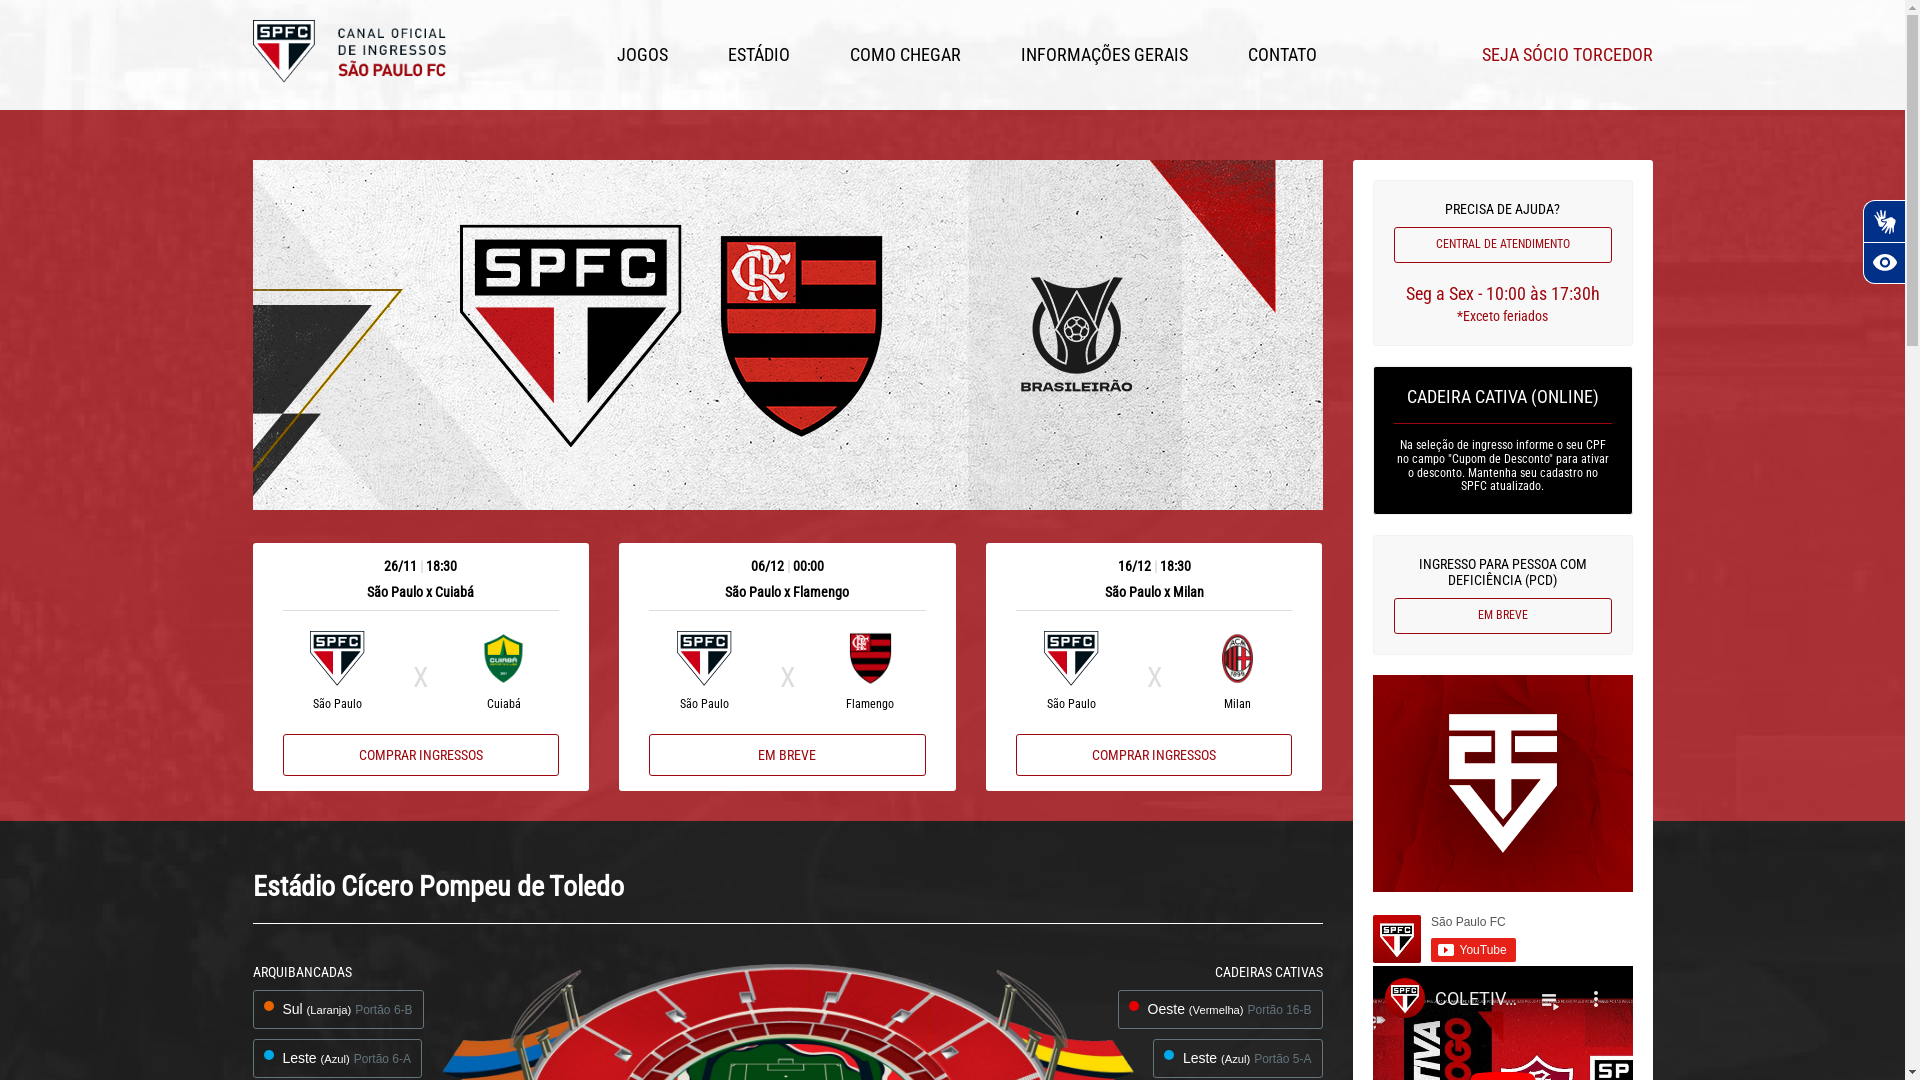 SPFC
CANAL OFICIAL
DE INGRESSOS
SÃO PAULO FC
JOGOS
ESTÁDIO
COMO CHEGAR
INFORMAÇÕES GERAIS
CONTATO
SEJA SÓCIO TORCEDOR
SPFC
BRASILEIRÃO
26/11 | 18:30
São Paulo x Cuiabá
SPFC
X
CUIABÁ
São Paulo
Cuiabá
COMPRAR INGRESSOS
06/12 | 00:00
São Paulo x Flamengo
SPFC
X
São Paulo
Flamengo
EM BREVE
16/12 | 18:30
São Paulo x Milan
SPFC
X
ACM
1899
São Paulo
Milan
COMPRAR INGRESSOS
PRECISA DE AJUDA?
CENTRAL DE ATENDIMENTO
Seg a Sex - 10:00 às 17:30h
*Exceto feriados
CADEIRA CATIVA (ONLINE)
Na seleção de ingresso informe o seu CPF
no campo "Cupom de Desconto" para ativar
o desconto. Mantenha seu cadastro no
SPFC atualizado.
INGRESSO PARA PESSOA COM
DEFICIÊNCIA (PCD)
EM BREVE
SPFC
São Paulo FC
YouTube
SPFC
COLETIV...
SPF
Estádio Cícero Pompeu de Toledo
ARQUIBANCADAS
Sul (Laranja) Portão 6-B
Leste (Azul) Portão 6-A
CADEIRAS CATIVAS
Oeste (Vermelha) Portão 16-B
Leste (Azul) Portão 5-A